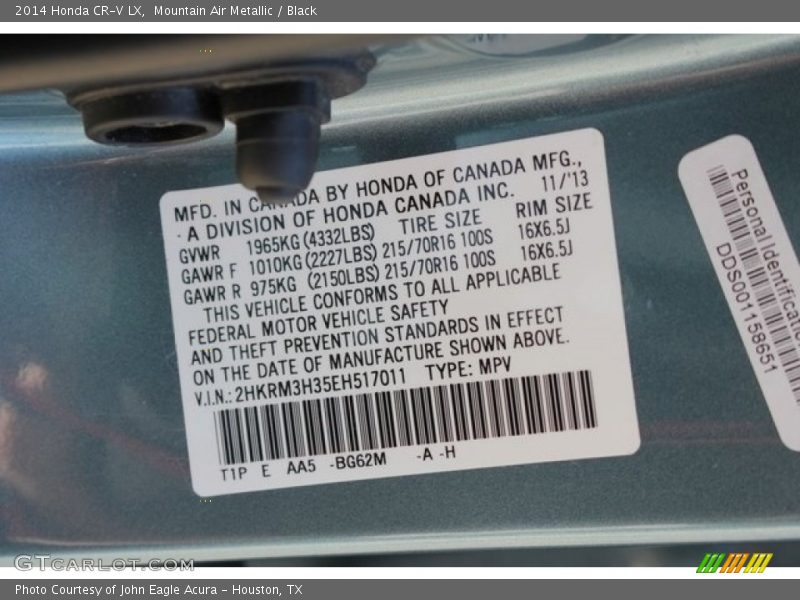 2014 Honda CR-V LX, Mountain Air Metallic / Black
MFD. IN CANADA BY HONDA OF CANADA MFG.,
A DIVISION OF HONDA CANADA INC. 11/'13
GVWR 1965KG (4332LBS) TIRE SIZE RIM SIZE
GAWR F 1010KG (2227LBS) 215/70R16 100S 16X6.5J
GAWR R 975KG (2150LBS) 215/70R16 100S 16X6.5J
THIS VEHICLE CONFORMS TO ALL APPLICABLE
FEDERAL MOTOR VEHICLE SAFETY
AND THEFT PREVENTION STANDARDS IN EFFECT
ON THE DATE OF MANUFACTURE SHOWN ABOVE.
V.I.N.: 2HKRM3H35EH517011 TYPE: MPV
T1P E AA5 -BG62M -A -H
Personal Identification
DDS001158651
GTCARLOT.COM
Photo Courtesy of John Eagle Acura - Houston, TX